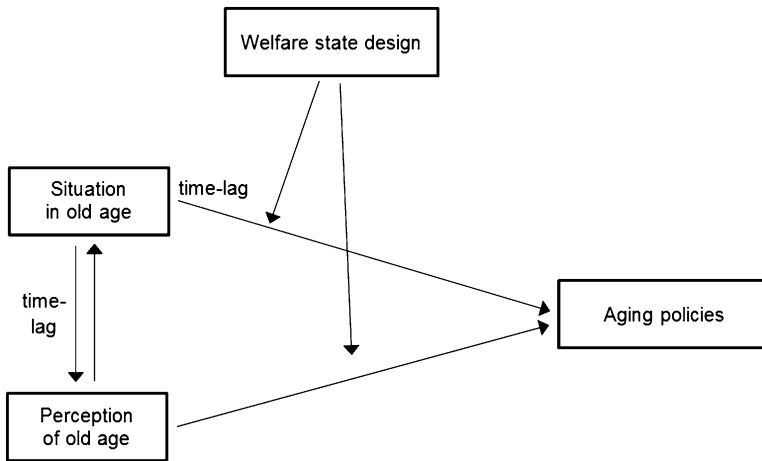 Welfare state design
Situation
in old age
time-lag
time-
lag
Aging policies
Perception
of old age